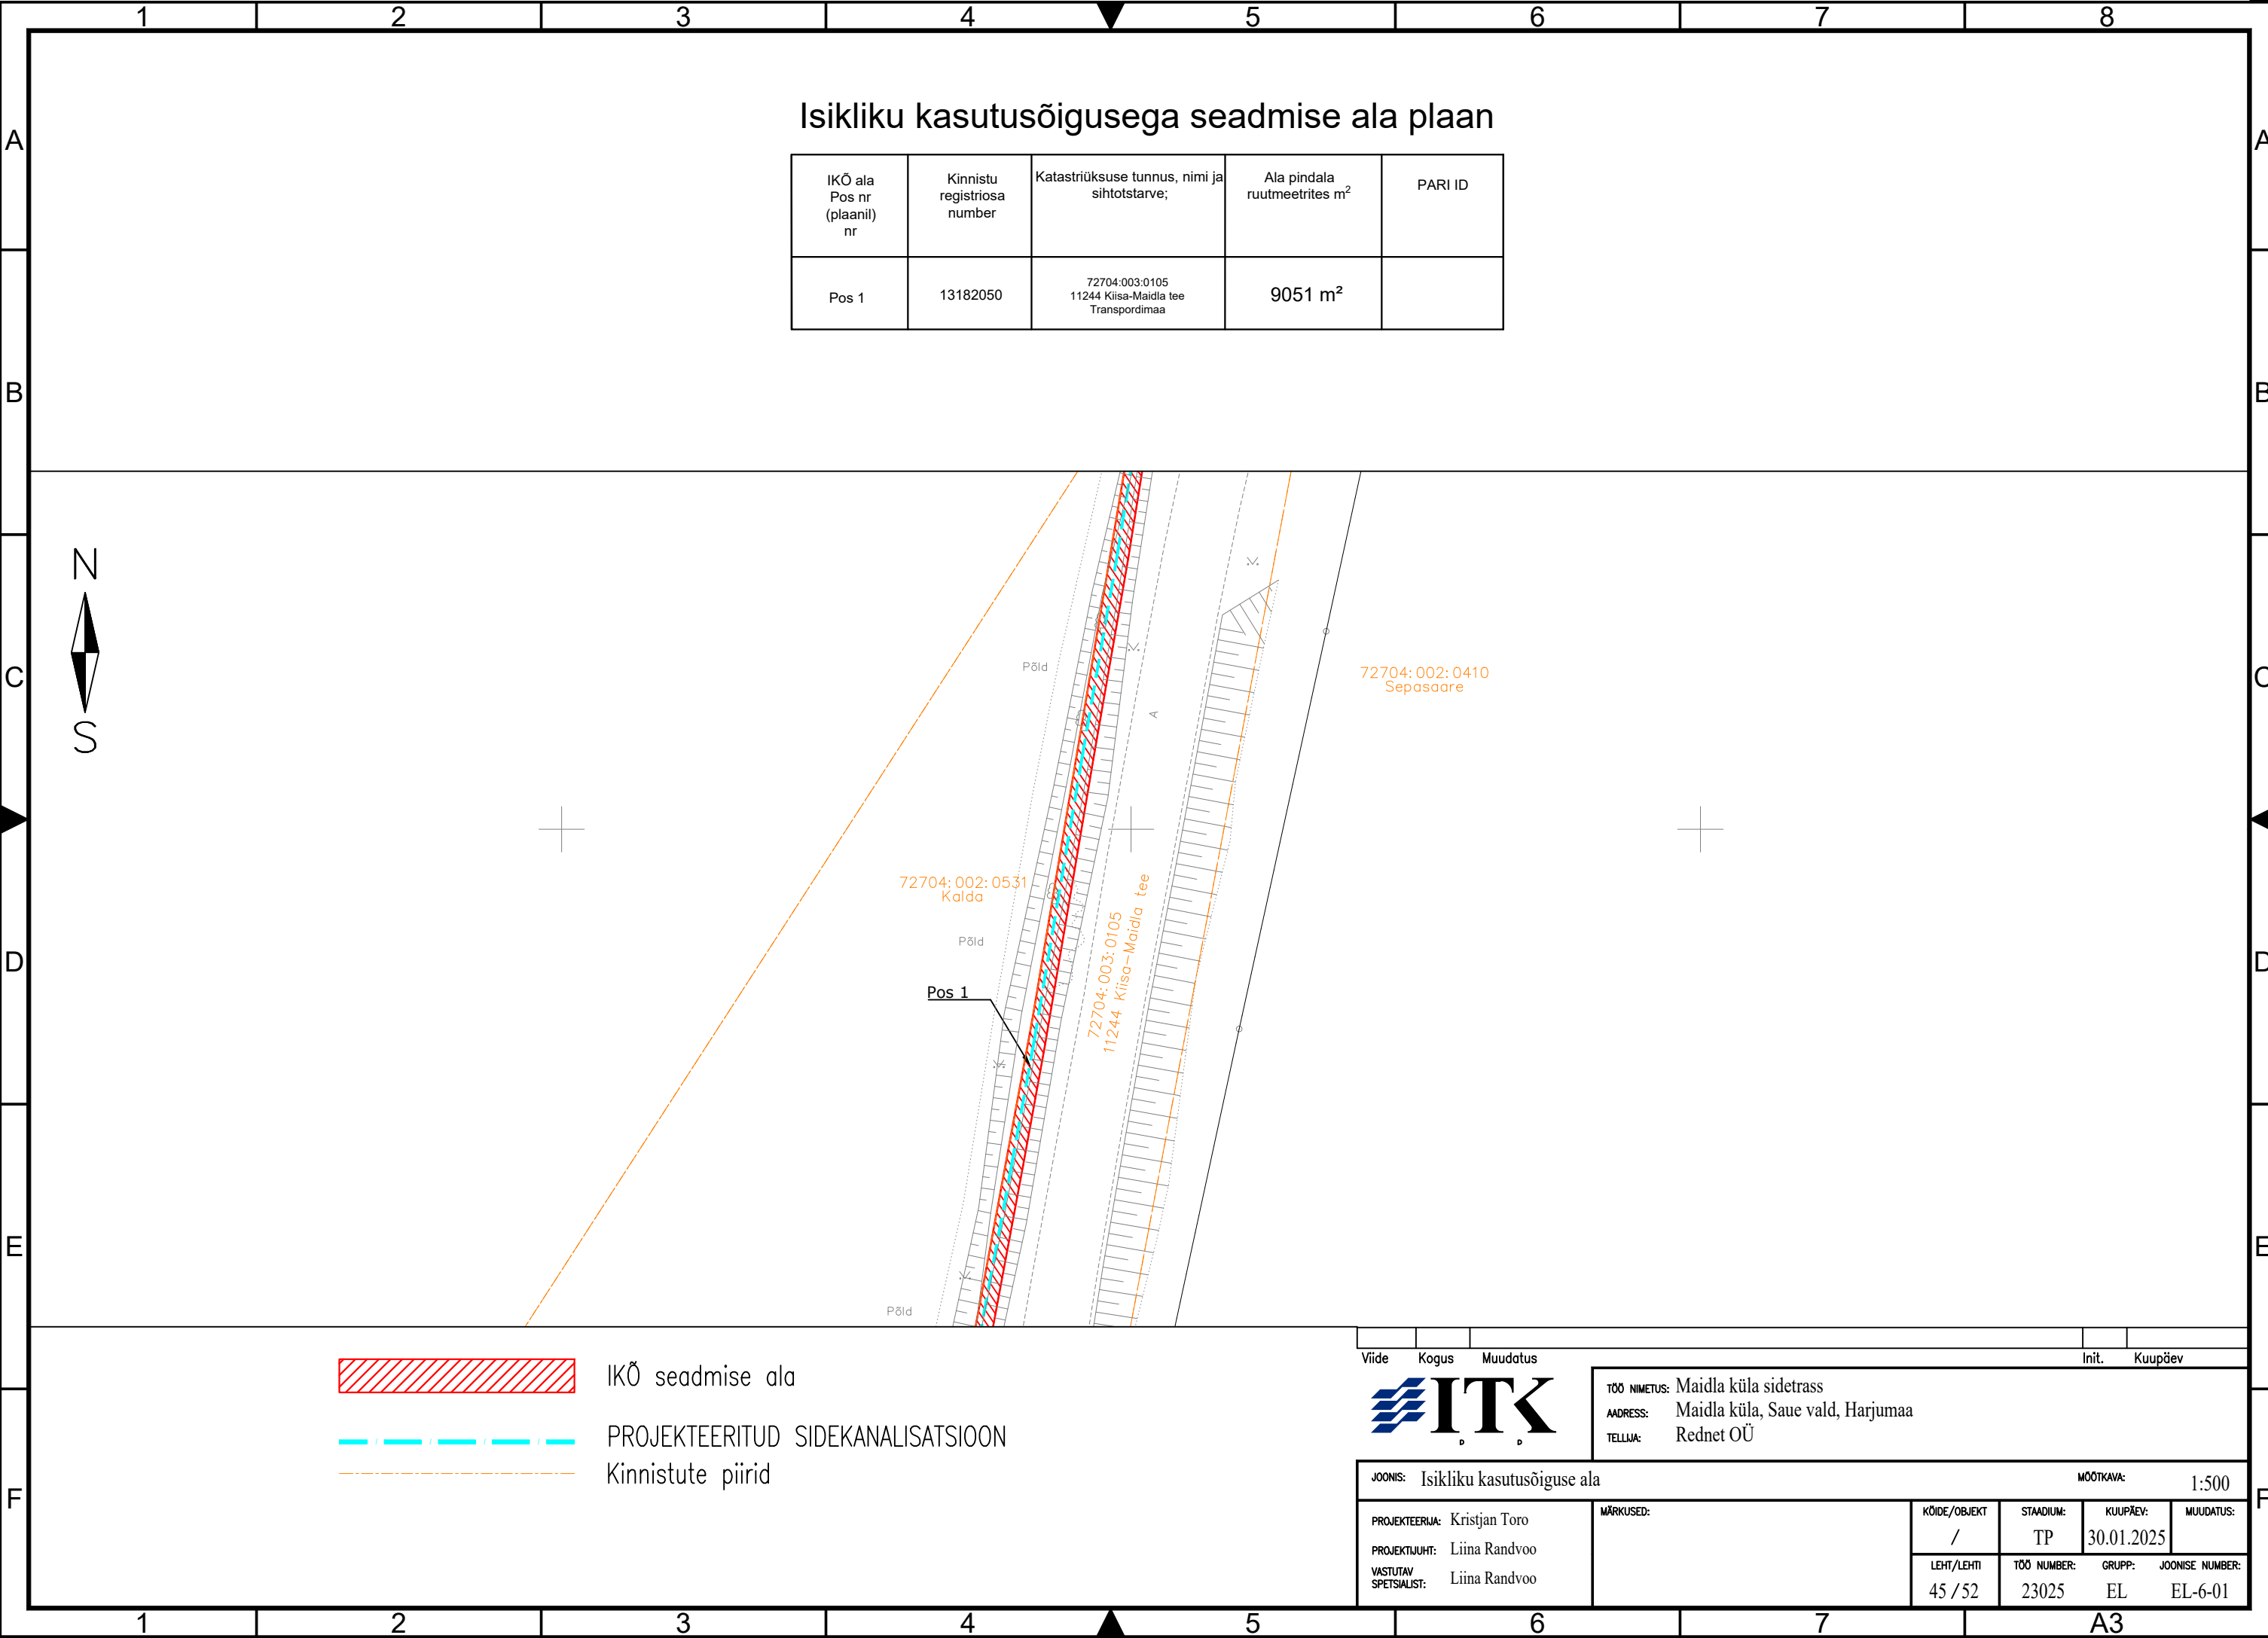 1 2 3 4 5 6 7 8
A A
B B
C C
D D
E E
F F
Isikliku kasutusõigusega seadmise ala plaan
IKÕ ala
Pos nr
(plaanil)
nr
Kinnistu
registriosa
number
Katastriüksuse tunnus, nimi ja
sihtotstarve;
Ala pindala
ruutmeetrites m²
PARI ID
Pos 1
13182050
72704:003:0105
11244 Kiisa-Maidla tee
Transpordimaa
9051 m²
N
S
Põld
A
72704:002:0410
Sepasaare
72704:002:0531
Kalda
Põld
Pos 1
72704:003:0105
11244 Kiisa-Maidla tee
Põld
IKÕ seadmise ala
PROJEKTEERITUD SIDEKANALISATSIOON
Kinnistute piirid
Viide Kogus Muudatus Init. Kuupäev
ITK
TÖÖ NIMETUS: Maidla küla sidetrass
AADRESS: Maidla küla, Saue vald, Harjumaa
TELLIJA: Rednet OÜ
JOONIS: Isikliku kasutusõiguse ala
MÕÕTKAVA: 1:500
PROJEKTEERIJA: Kristjan Toro
PROJEKTIJUHT: Liina Randvoo
VASTUTAV
SPETSIALIST: Liina Randvoo
MÄRKUSED:
KÖIDE/OBJEKT STAADIUM: KUUPÄEV: MUUDATUS:
/ TP 30.01.2025
LEHT/LEHTI TÖÖ NUMBER: GRUPP: JOONISE NUMBER:
45 / 52 23025 EL EL-6-01
1 2 3 4 5 6 7 A3